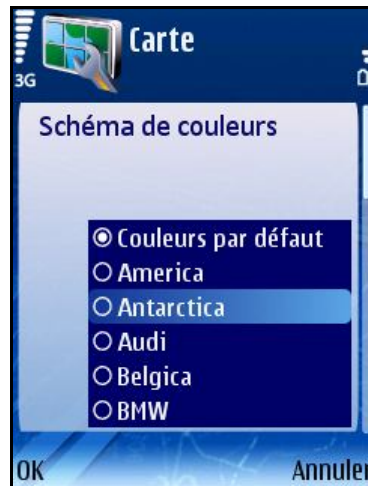 Carte
3G
Schéma de couleurs
Couleurs par défaut
America
Antarctica
Audi
Belgica
BMW
OK Annuler